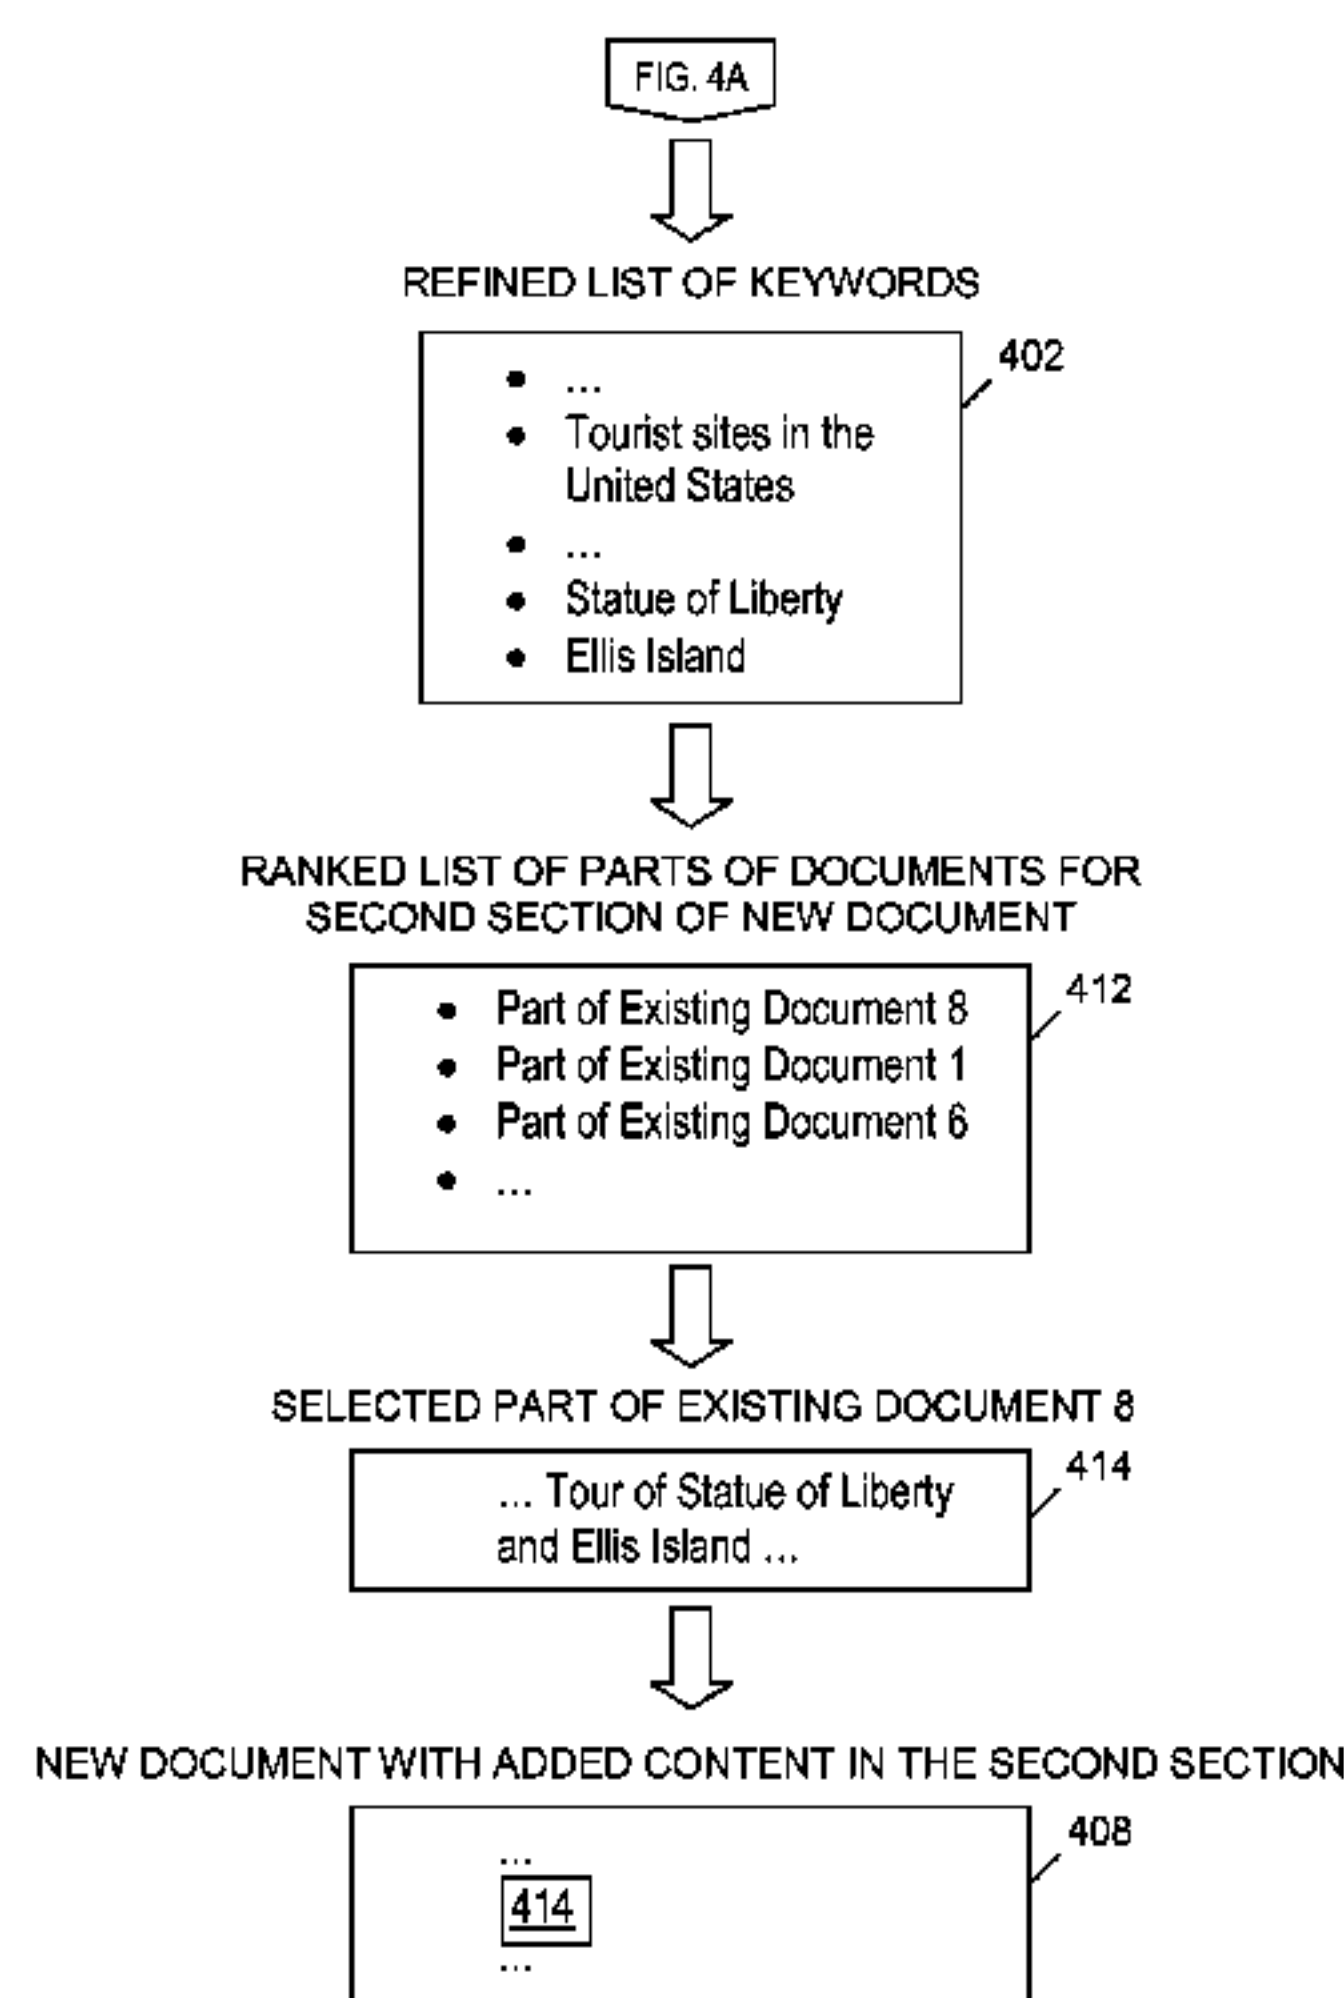 FIG. 4A
REFINED LIST OF KEYWORDS
402
• ...
• Tourist sites in the
United States
• ...
• Statue of Liberty
• Ellis Island
RANKED LIST OF PARTS OF DOCUMENTS FOR
SECOND SECTION OF NEW DOCUMENT
412
• Part of Existing Document 8
• Part of Existing Document 1
• Part of Existing Document 6
• ...
SELECTED PART OF EXISTING DOCUMENT 8
414
... Tour of Statue of Liberty
and Ellis Island ...
NEW DOCUMENT WITH ADDED CONTENT IN THE SECOND SECTION
408
...
414
...